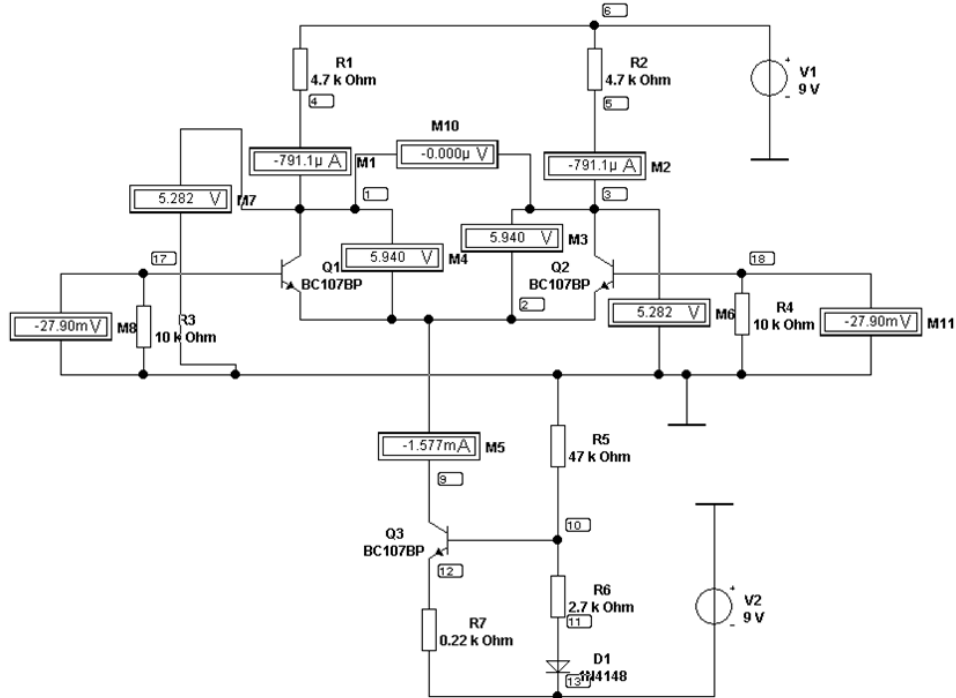 6
R1
4.7 k Ohm
R2
4.7 k Ohm
V1
9 V
4
5
M10
-0.000µ V
-791.1µ A M1
-791.1µ A M2
5.282 V M7
1
3
5.940 V M4
5.940 V M3
17
18
Q1
BC107BP
Q2
BC107BP
2
-27.90mV M8
R3
10 k Ohm
5.282 V M6
R4
10 k Ohm
-27.90mV M11
-1.577mA M5
R5
47 k Ohm
9
10
Q3
BC107BP
12
R6
2.7 k Ohm
11
V2
9 V
R7
0.22 k Ohm
D1
1N4148
13